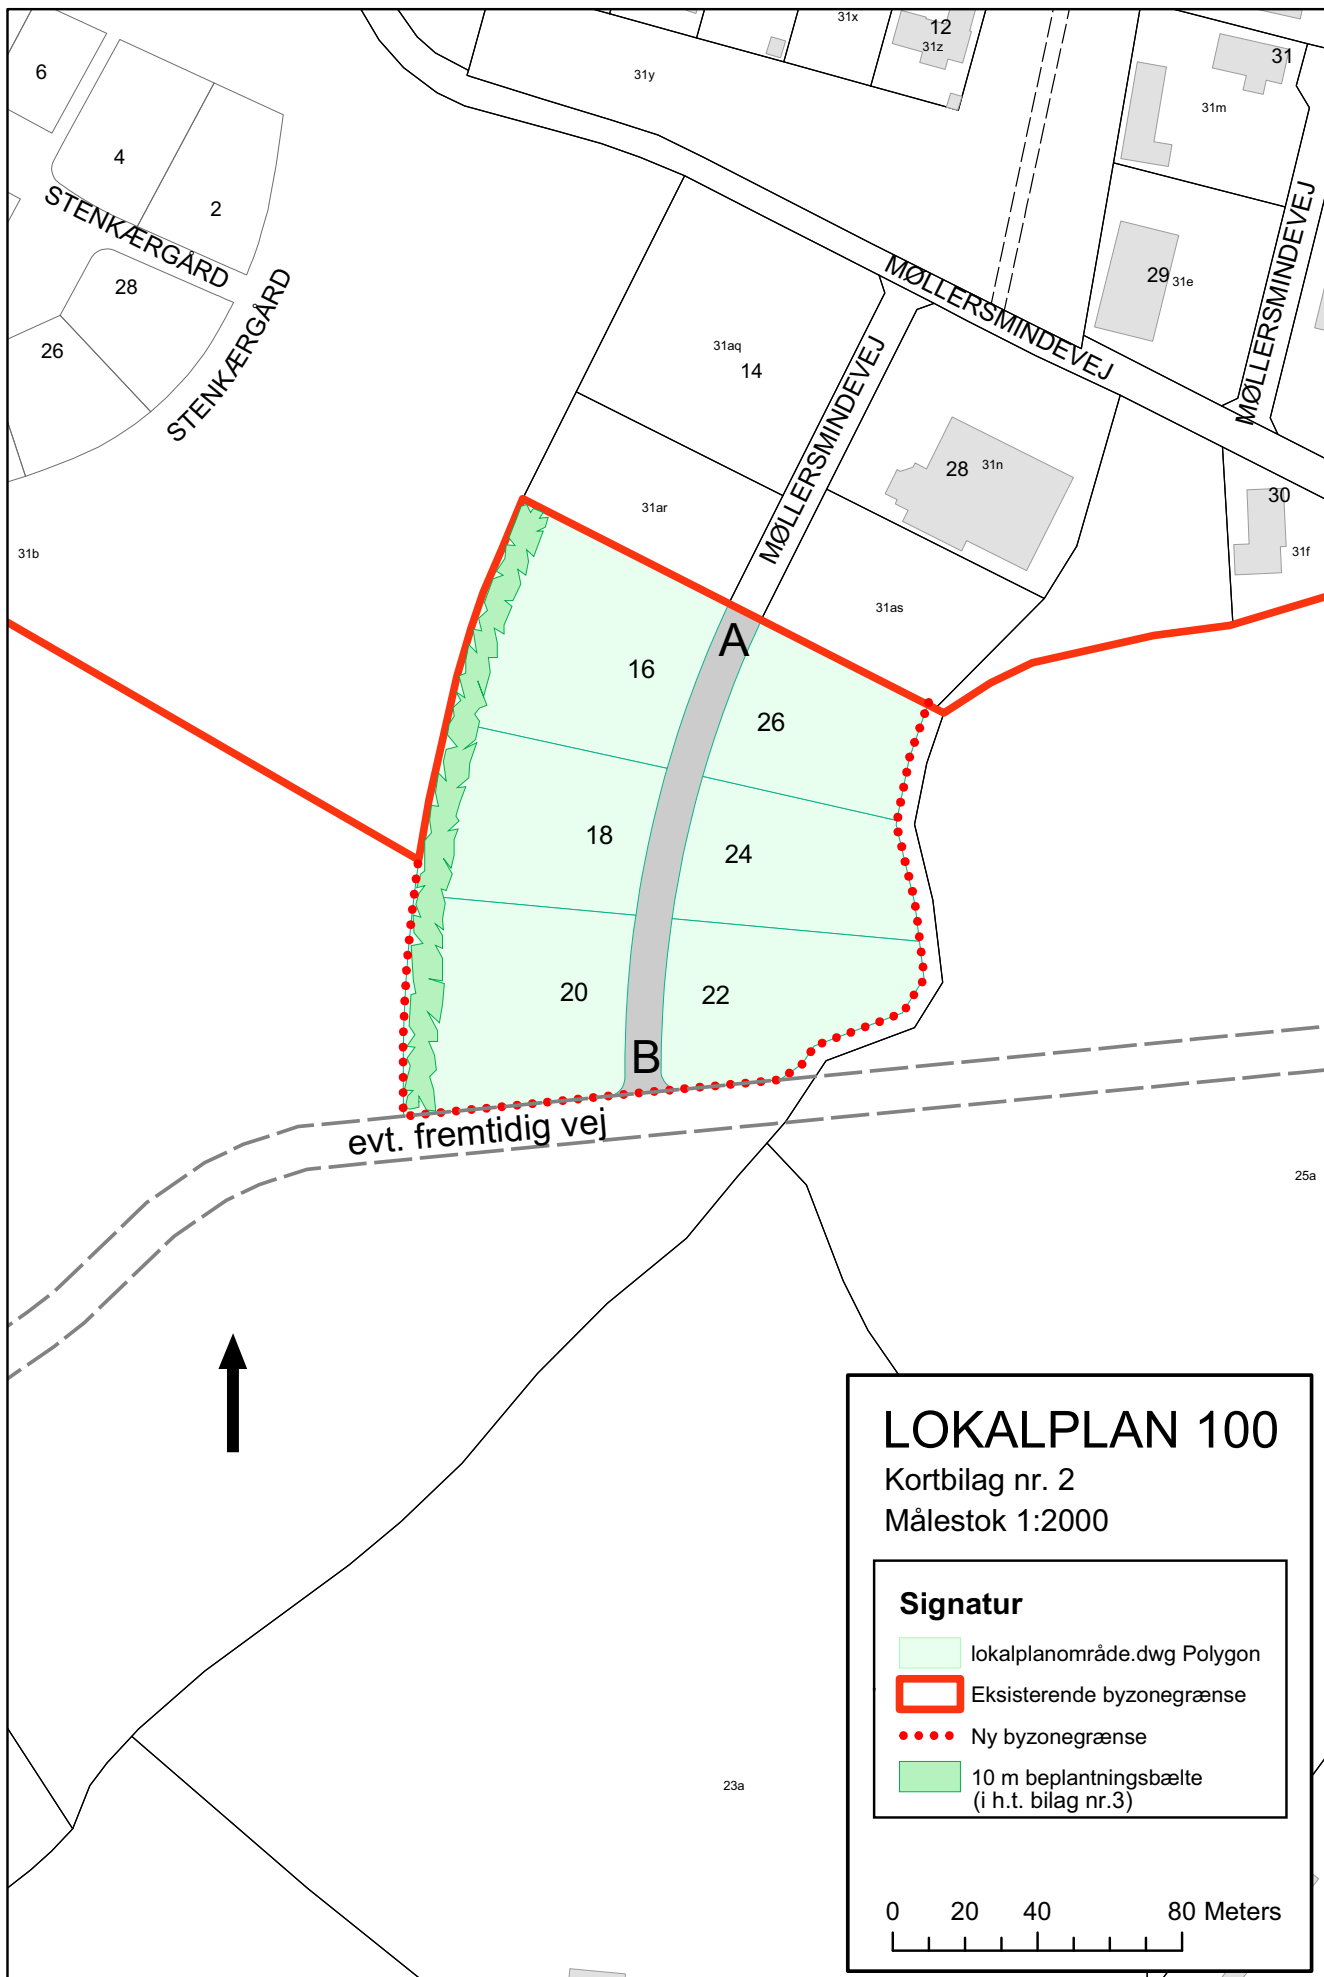 31x
12
31z
31
6
31y
31m
4
2
STENKÆRGÅRD
MØLLERSMINDEVEJ
28
STENKÆRGÅRD
MØLLERSMINDEVEJ
29
31e
26
31aq
14
MØLLERSMINDEVEJ
28
31n
30
31ar
31b
31f
31as
A
16
26
18
24
20
22
B
evt. fremtidig vej
25a
LOKALPLAN 100
Kortbilag nr. 2
Målestok 1:2000
Signatur
lokalplanområde.dwg Polygon
Eksisterende byzonegrænse
Ny byzonegrænse
10 m beplantningsbælte
(i h.t. bilag nr.3)
23a
0 20 40 80 Meters